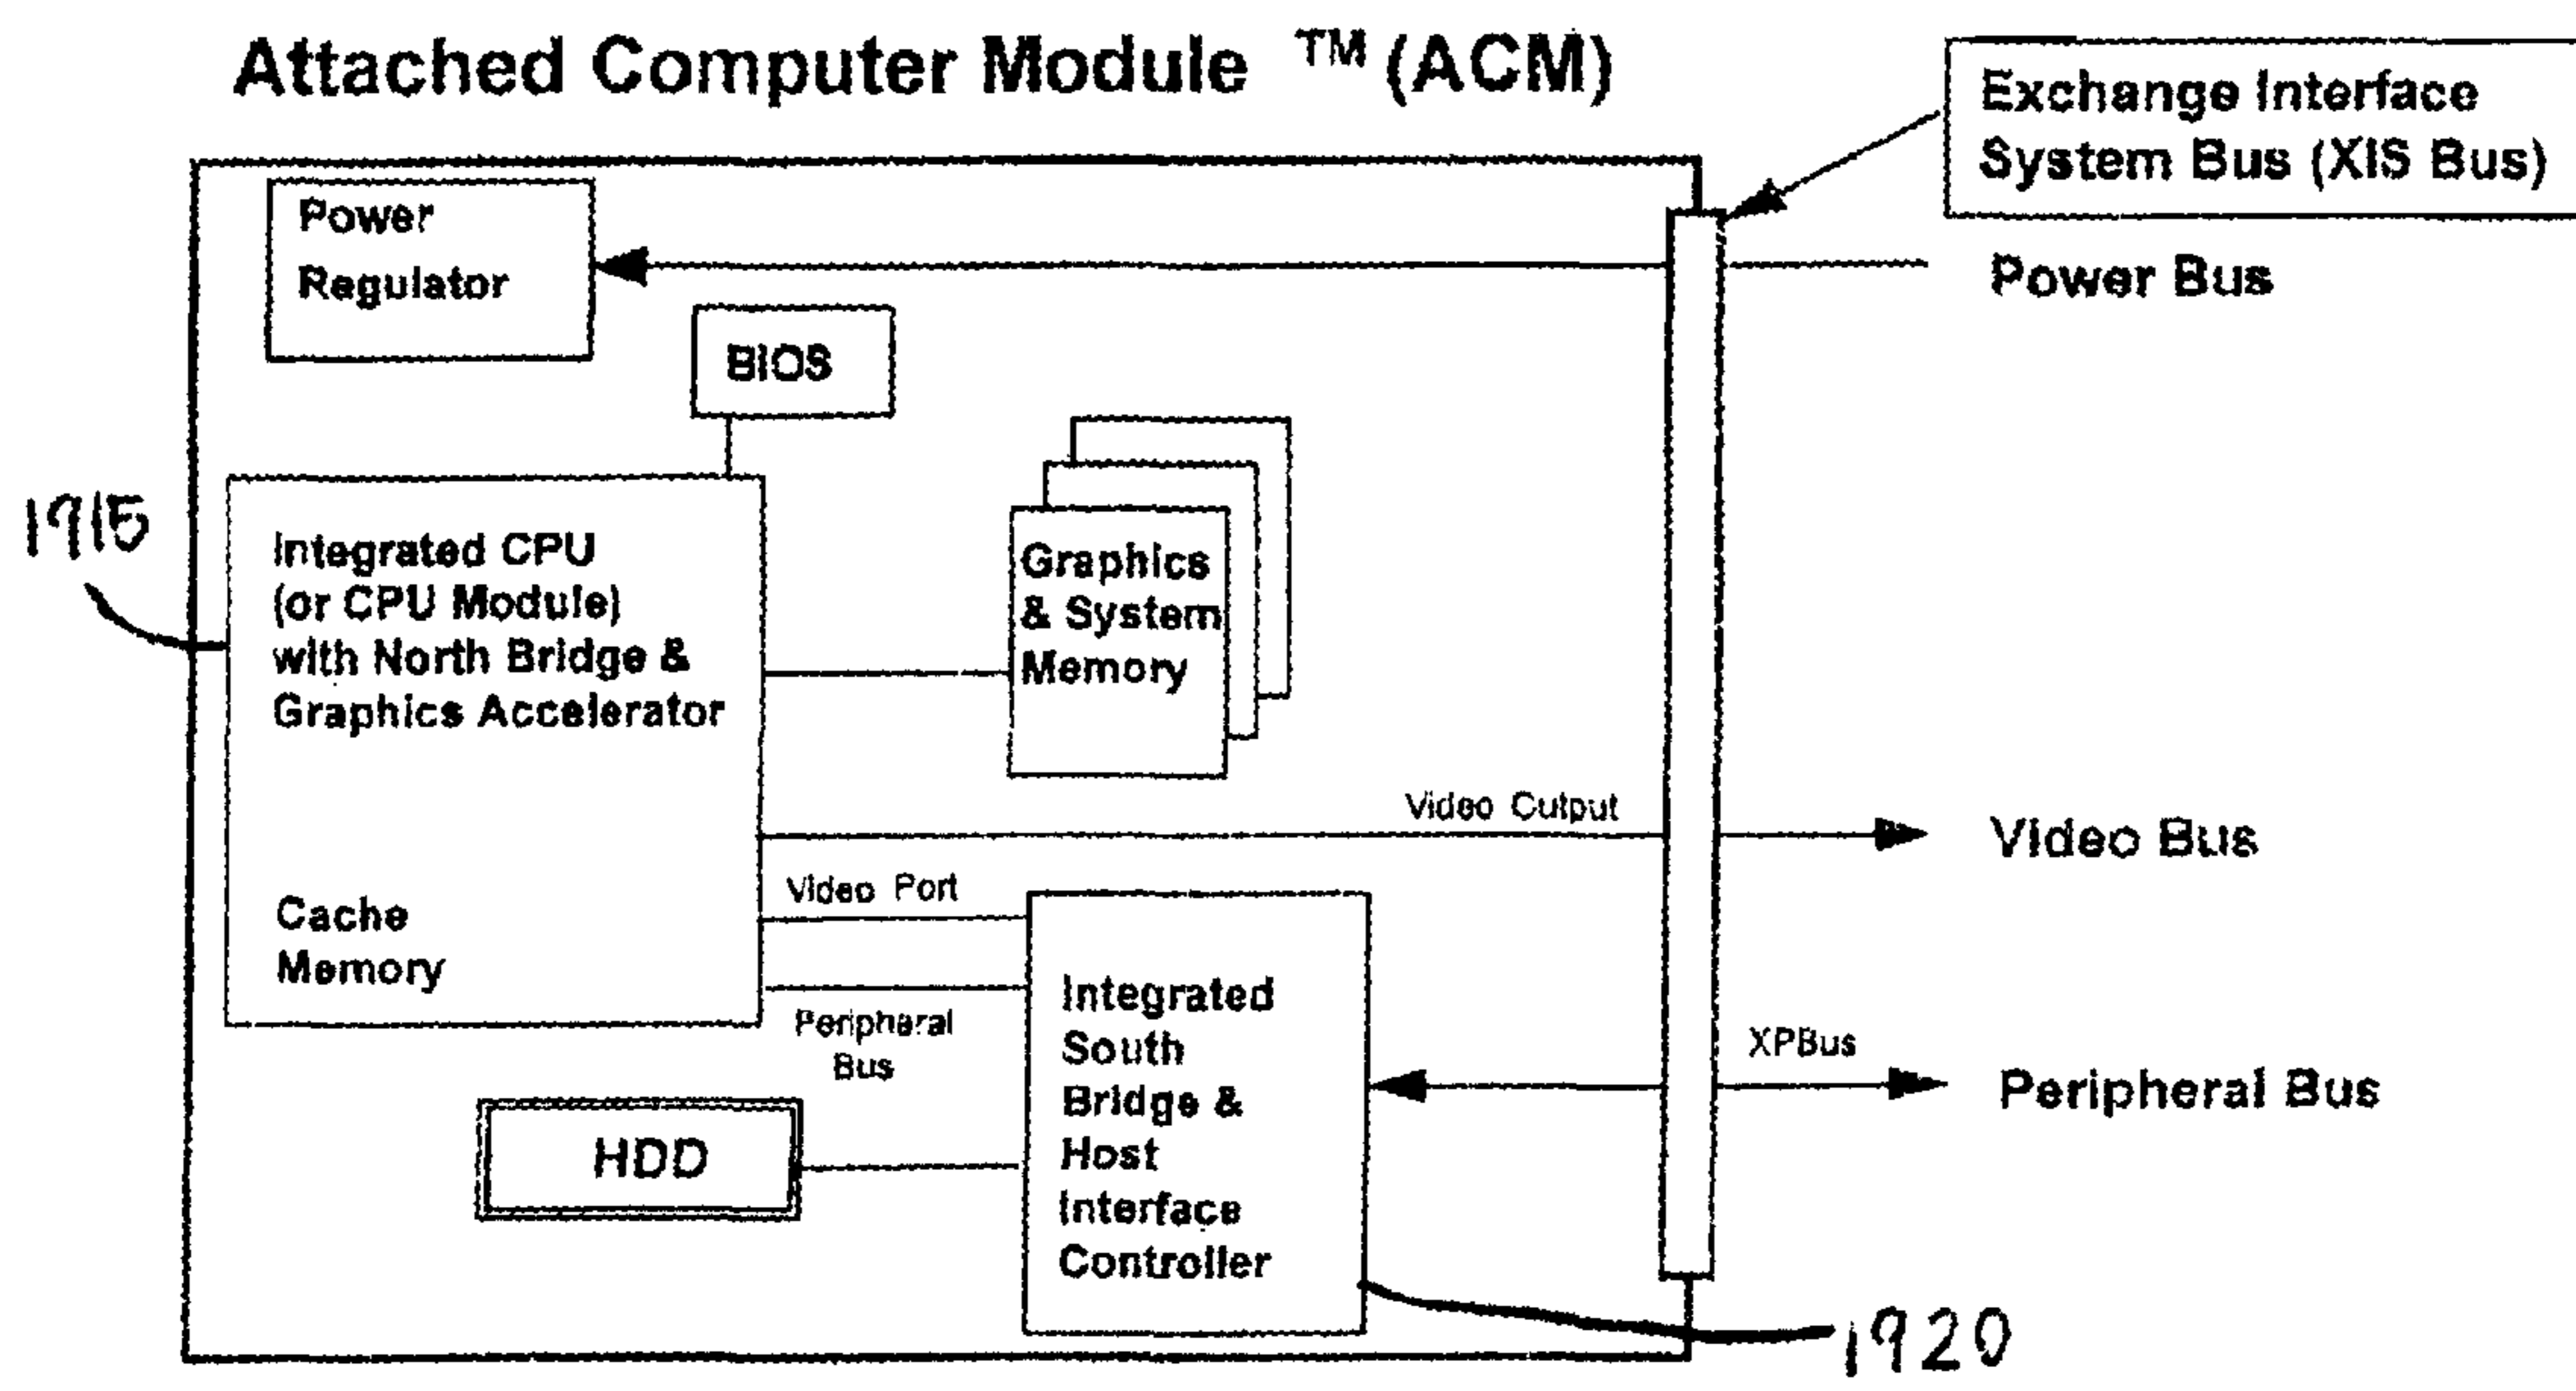 Attached Computer Module ™ (ACM)
Exchange Interface
System Bus (XIS Bus)
Power
Regulator
Power Bus
BIOS
1915
Integrated CPU
(or CPU Module)
with North Bridge &
Graphics Accelerator
Cache
Memory
Graphics
& System
Memory
Video Output
Video Bus
Video Port
Peripheral
Bus
Integrated
South
Bridge &
Host
Interface
Controller
XPBus
Peripheral Bus
HDD
1920